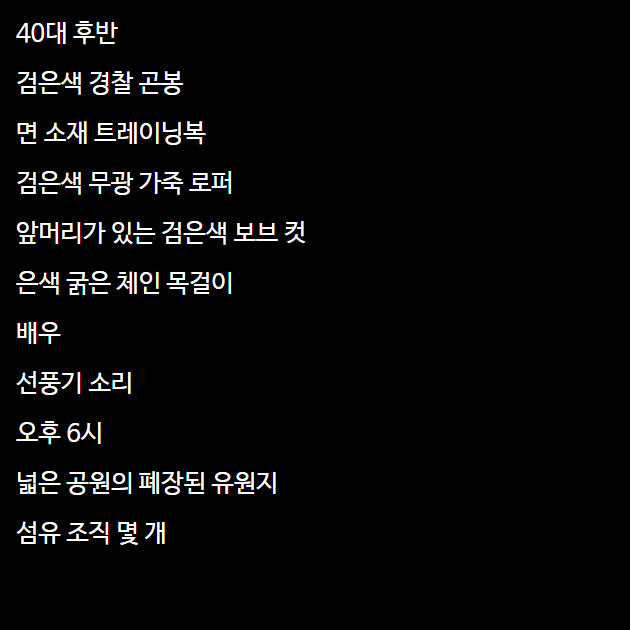 40대 후반
검은색 경찰 곤봉
면 소재 트레이닝복
검은색 무광 가죽 로퍼
앞머리가 있는 검은색 보브 컷
은색 굵은 체인 목걸이
배우
선풍기 소리
오후 6시
넓은 공원의 폐장된 유원지
섬유 조직 몇 개